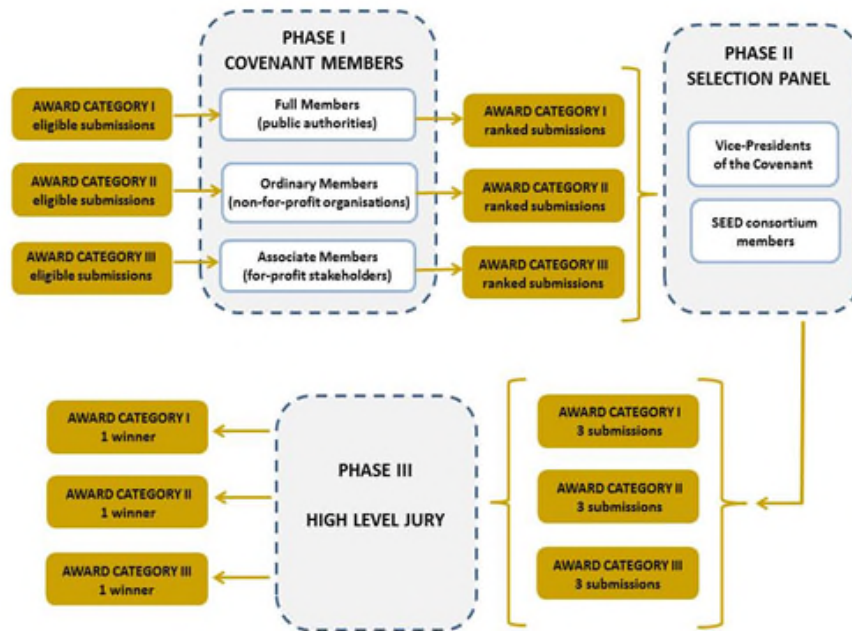 PHASE I
COVENANT MEMBERS
AWARD CATEGORY I
eligible submissions
Full Members
(public authorities)
AWARD CATEGORY I
ranked submissions
AWARD CATEGORY II
eligible submissions
Ordinary Members
(non-for-profit organisations)
AWARD CATEGORY II
ranked submissions
AWARD CATEGORY III
eligible submissions
Associate Members
(for-profit stakeholders)
AWARD CATEGORY III
ranked submissions
PHASE II
SELECTION PANEL
Vice-Presidents
of the Covenant
SEED consortium
members
AWARD CATEGORY I
3 submissions
AWARD CATEGORY II
3 submissions
AWARD CATEGORY III
3 submissions
PHASE III
HIGH LEVEL JURY
AWARD CATEGORY I
1 winner
AWARD CATEGORY II
1 winner
AWARD CATEGORY III
1 winner